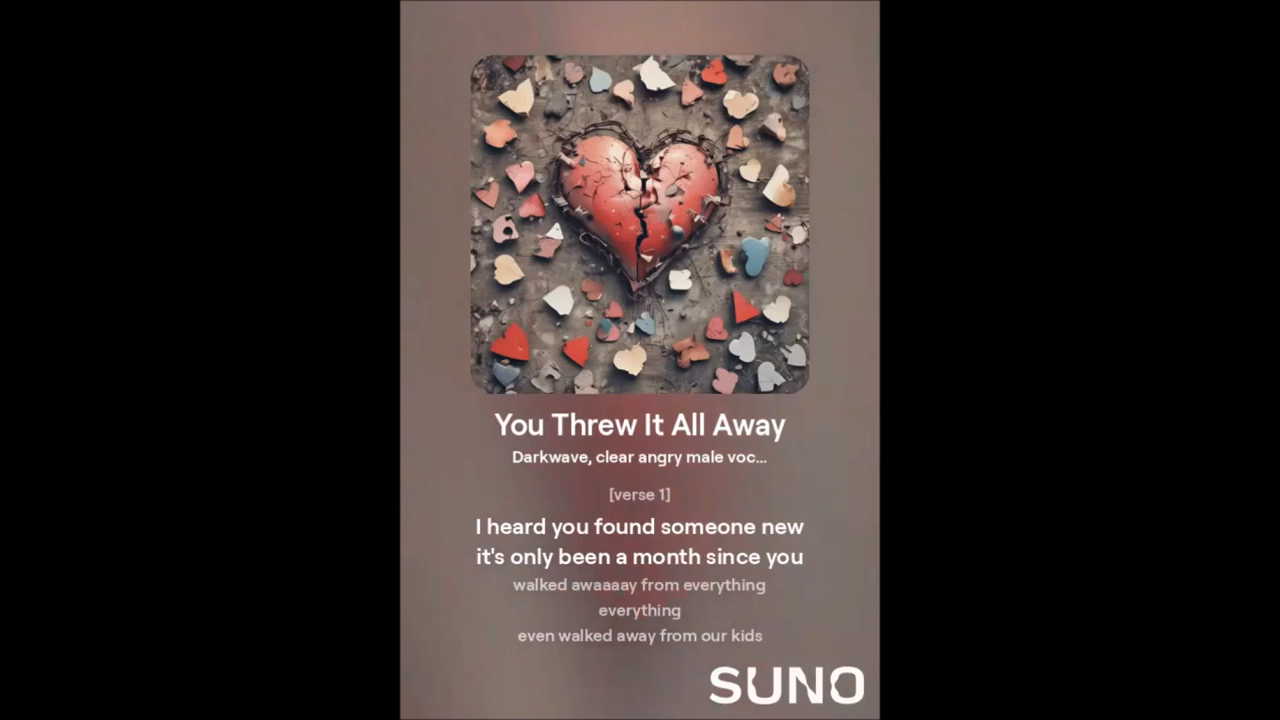 You Threw It All Away
Darkwave, clear angry male voc...
[verse 1]
I heard you found someone new
it's only been a month since you
walked awaaaay from everything
everything
even walked away from our kids
SUNO